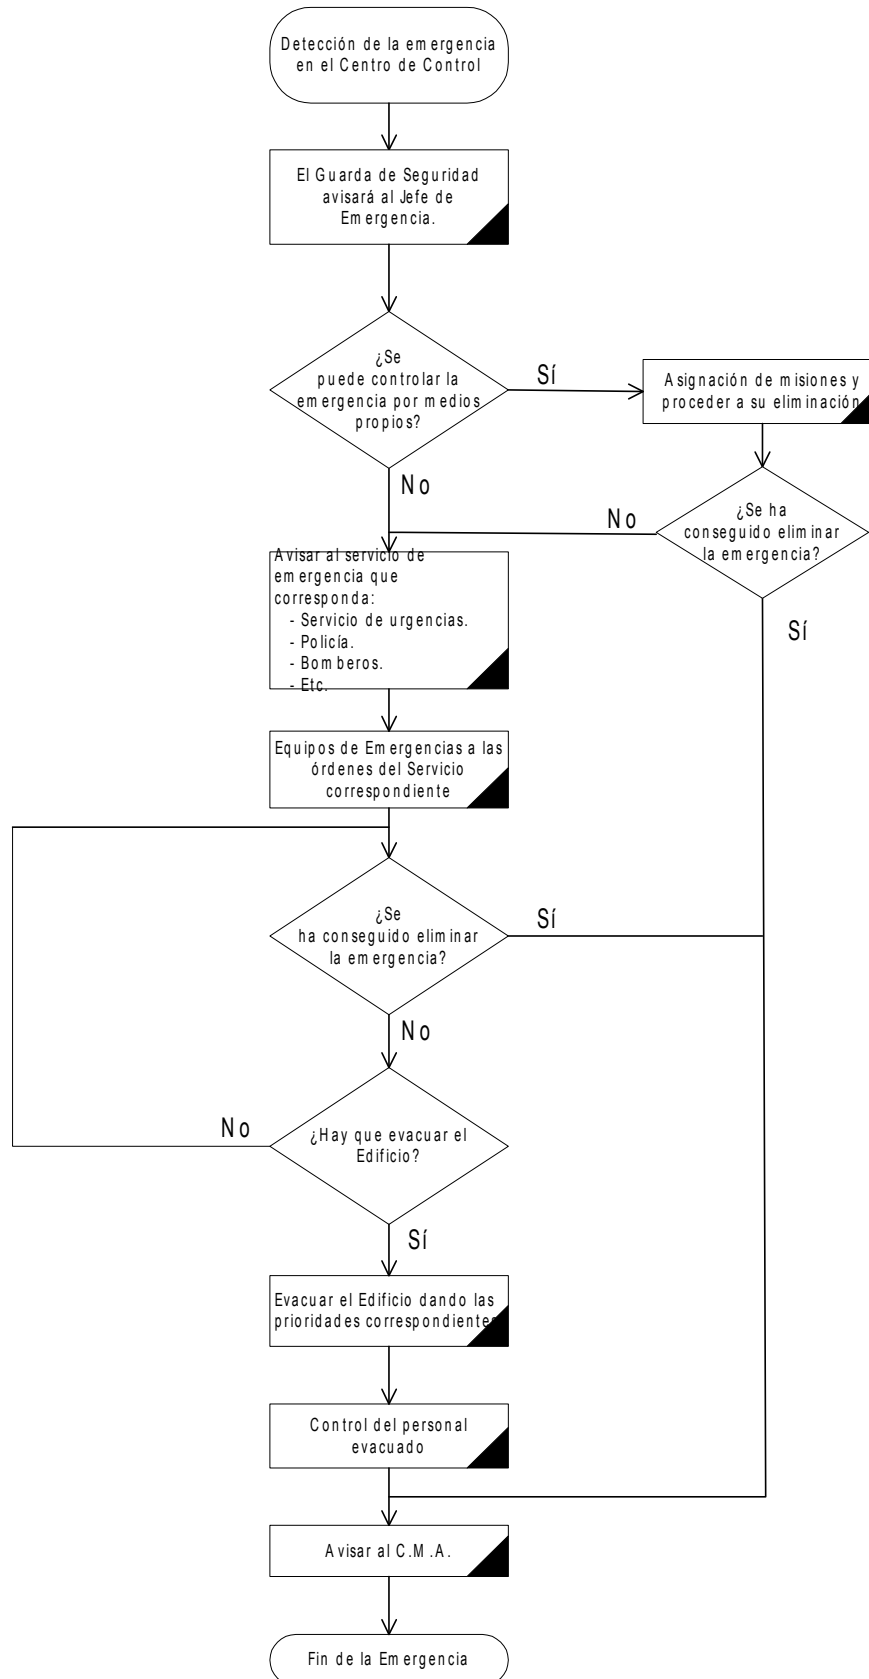 Detección de la emergencia
en el Centro de Control
El Guarda de Seguridad
avisará al Jefe de
Emergencia.
¿Se
puede controlar la
emergencia por medios
propios?
Sí
Asignación de misiones y
proceder a su eliminación
No
No
¿Se ha
conseguido eliminar
la emergencia?
Avisar al servicio de
emergencia que
corresponda:
- Servicio de urgencias.
- Policía.
- Bomberos.
- Etc.
Sí
Equipos de Emergencias a las
órdenes del Servicio
correspondiente
¿Se
ha conseguido eliminar
la emergencia?
Sí
No
¿Hay que evacuar el
Edificio?
No
Sí
Evacuar el Edificio dando las
prioridades correspondientes
Control del personal
evacuado
Avisar al C.M.A.
Fin de la Emergencia